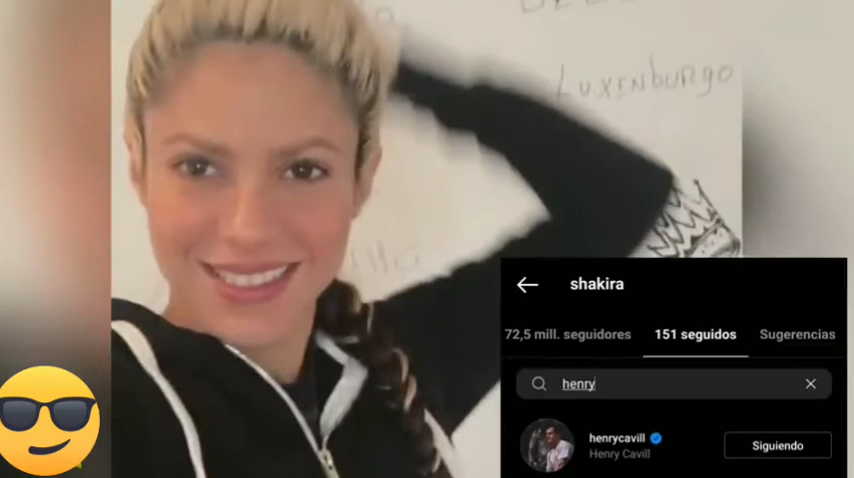 LUXENBURGO
shakira
72,5 mill. seguidores 151 seguidos Sugerencias
henry
henrycavill
Henry Cavill
Siguiendo